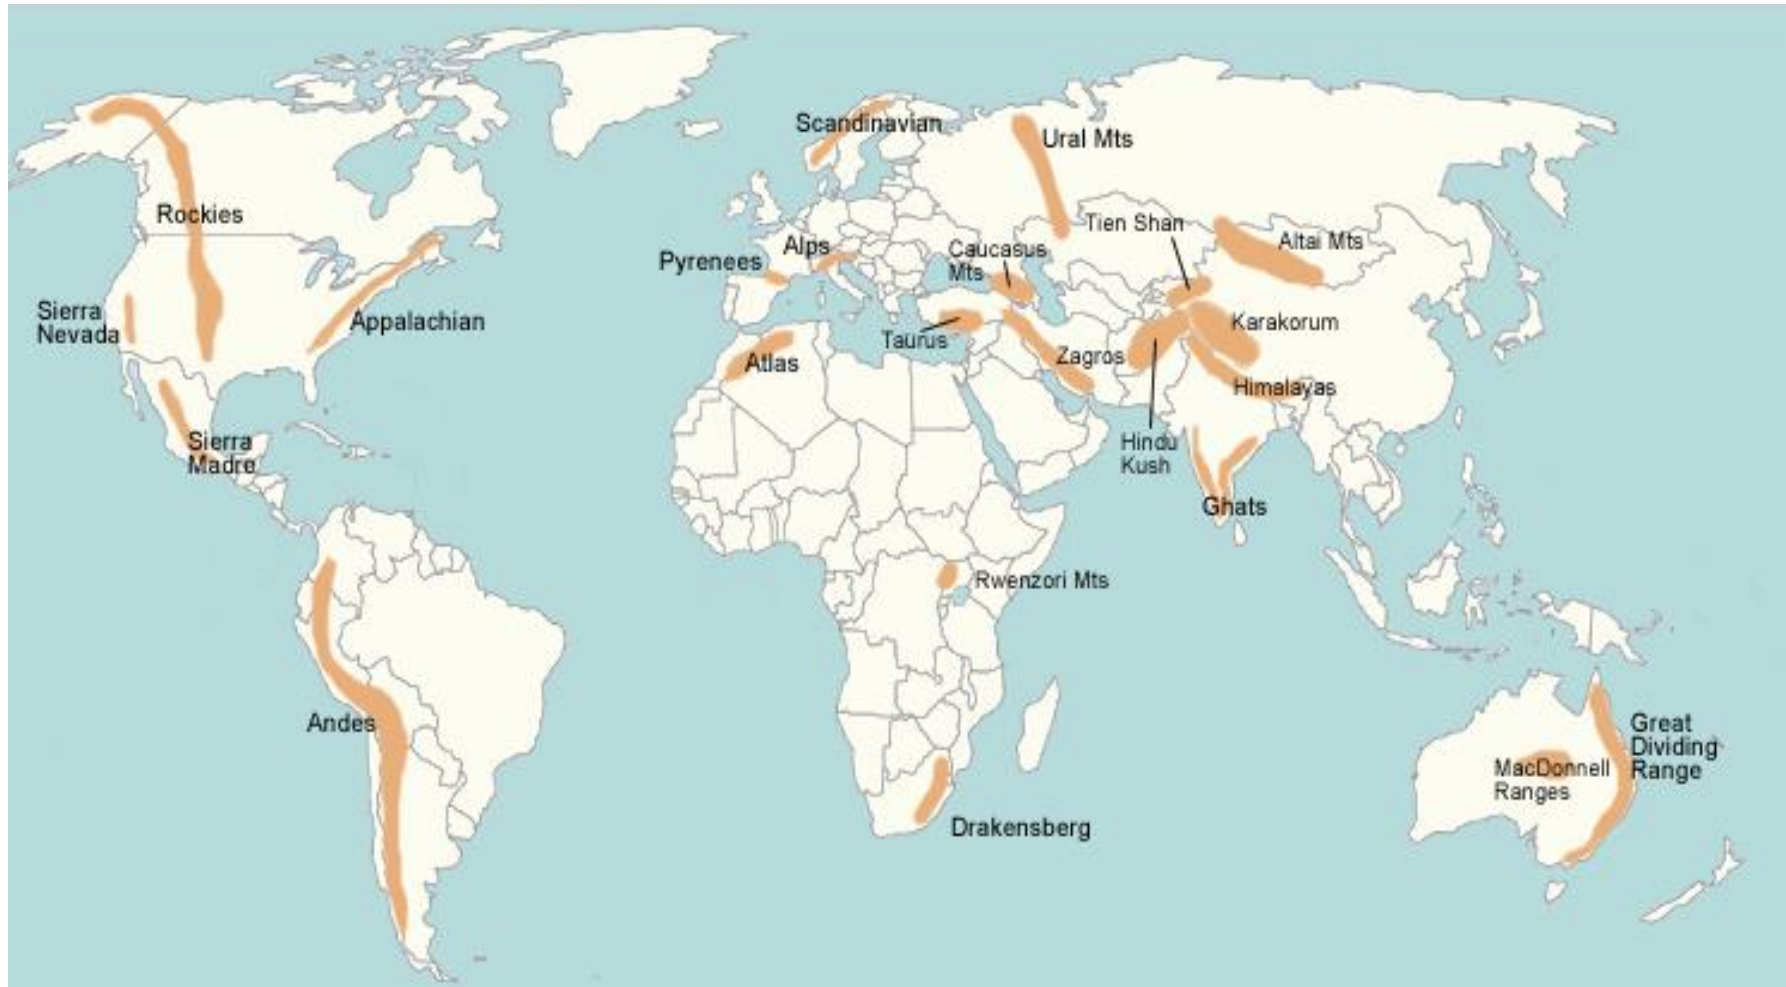 Scandinavian
Ural Mts
Rockies
Tien Shan
Altai Mts
Alps
Caucasus
Mts
Pyrenees
Sierra
Nevada
Appalachian
Karakorum
Taurus
Zagros
Atlas
Himalayas
Sierra
Madre
Hindu
Kush
Ghats
Rwenzori Mts
Andes
Great
Dividing
Range
MacDonnell
Ranges
Drakensberg